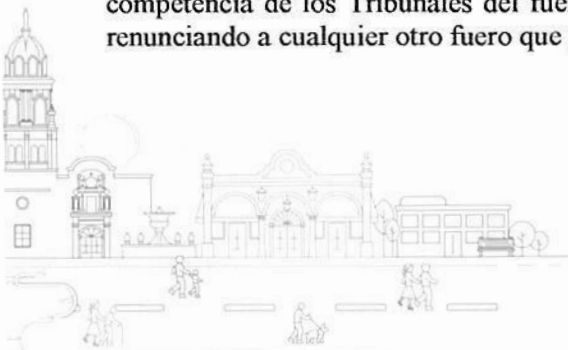 competencia de los Tribunales del fue
renunciando a cualquier otro fuero que